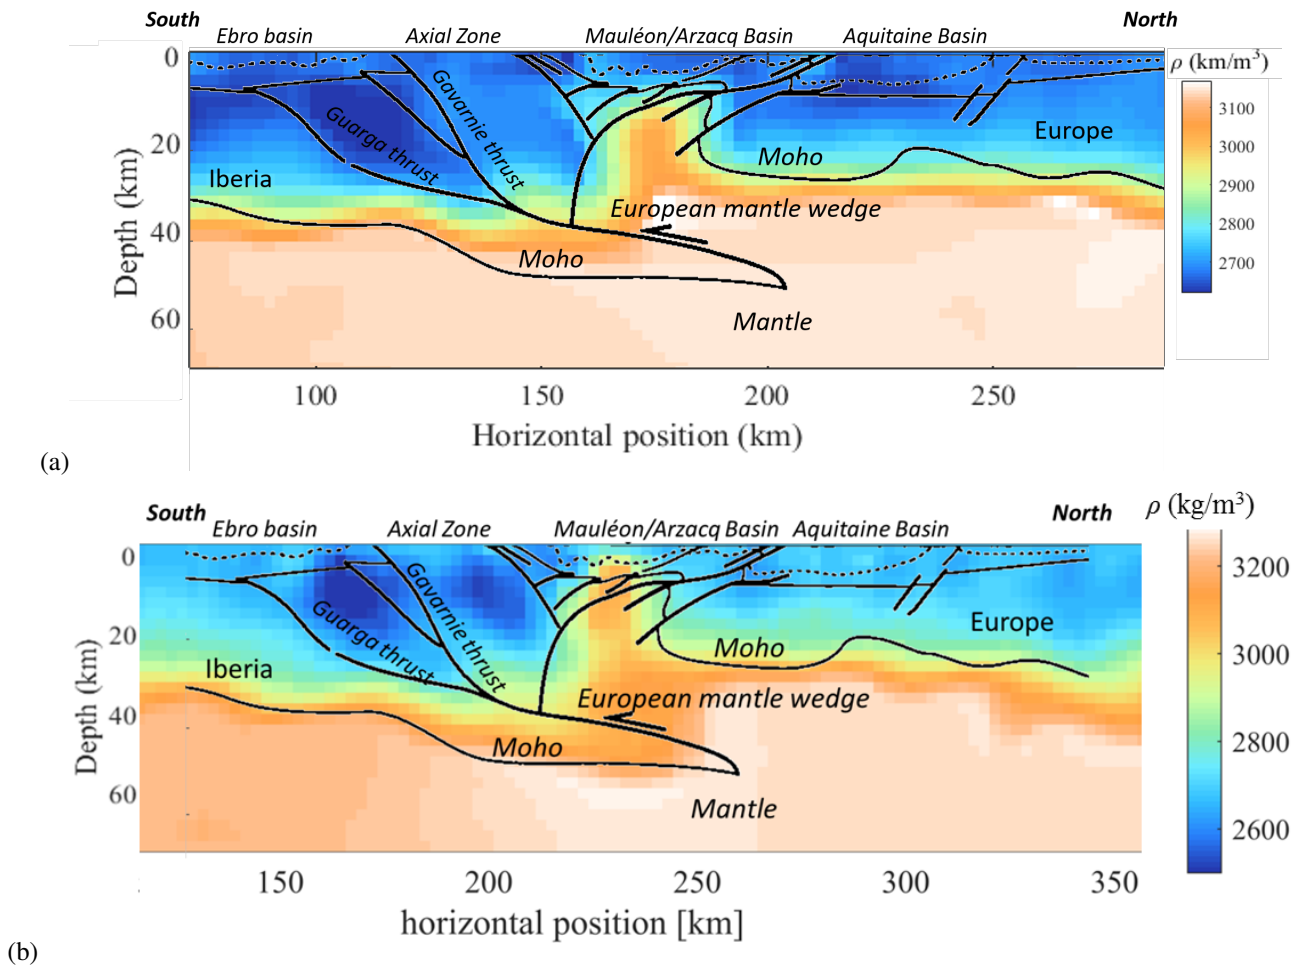 South
North
Ebro basin
Axial Zone
Mauléon/Arzacq Basin
Aquitaine Basin
ρ (km/m³)
0
20
40
60
Depth (km)
Guarga thrust
Gavarnie thrust
Iberia
Moho
Europe
European mantle wedge
Moho
Mantle
3100
3000
2900
2800
2700
100
150
200
250
Horizontal position (km)
(a)
South
North
ρ (kg/m³)
Ebro basin
Axial Zone
Mauléon/Arzacq Basin
Aquitaine Basin
0
20
40
60
Depth (km)
Guarga thrust
Gavarnie thrust
Iberia
Moho
Europe
European mantle wedge
Moho
Mantle
3200
3000
2800
2600
150
200
250
300
350
horizontal position [km]
(b)